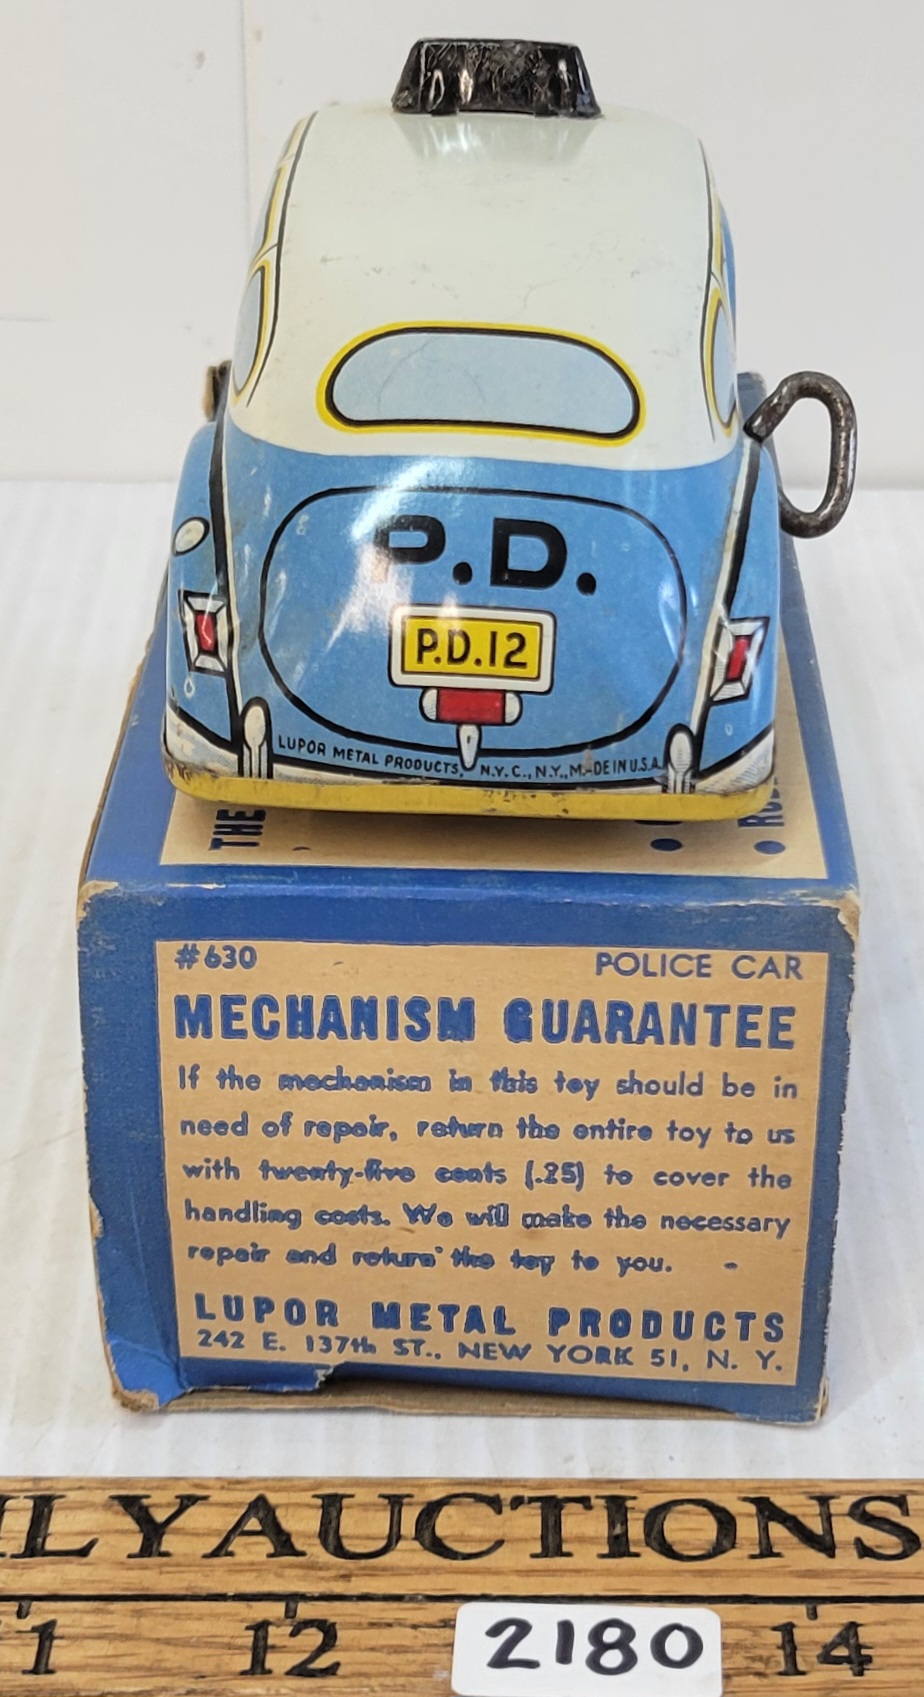 P.D.
P.D.12
LUPOR METAL PRODUCTS, N.Y.C., N.Y., MADE IN U.S.A.
THE
#630 POLICE CAR
MECHANISM GUARANTEE
If the mechanism in this toy should be in
need of repair, return the entire toy to us
with twenty-five cents (.25) to cover the
handling costs. We will make the necessary
repair and return the toy to you.
LUPOR METAL PRODUCTS
242 E. 137th ST., NEW YORK 51, N. Y.
LYAUCTIONS
12 2180 14